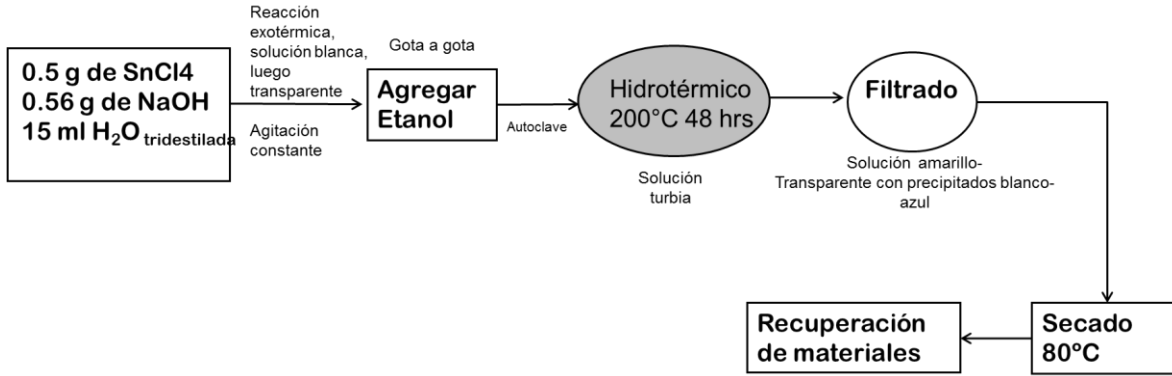 0.5 g de SnCl4
0.56 g de NaOH
15 ml H₂O tridestilada
Reacción
exotérmica,
solución blanca,
luego
transparente
Agitación
constante
Gota a gota
Agregar
Etanol
Autoclave
Hidrotérmico
200°C 48 hrs
Solución
turbia
Filtrado
Solución amarillo-
Transparente con precipitados blanco-
azul
Secado
80°C
Recuperación
de materiales